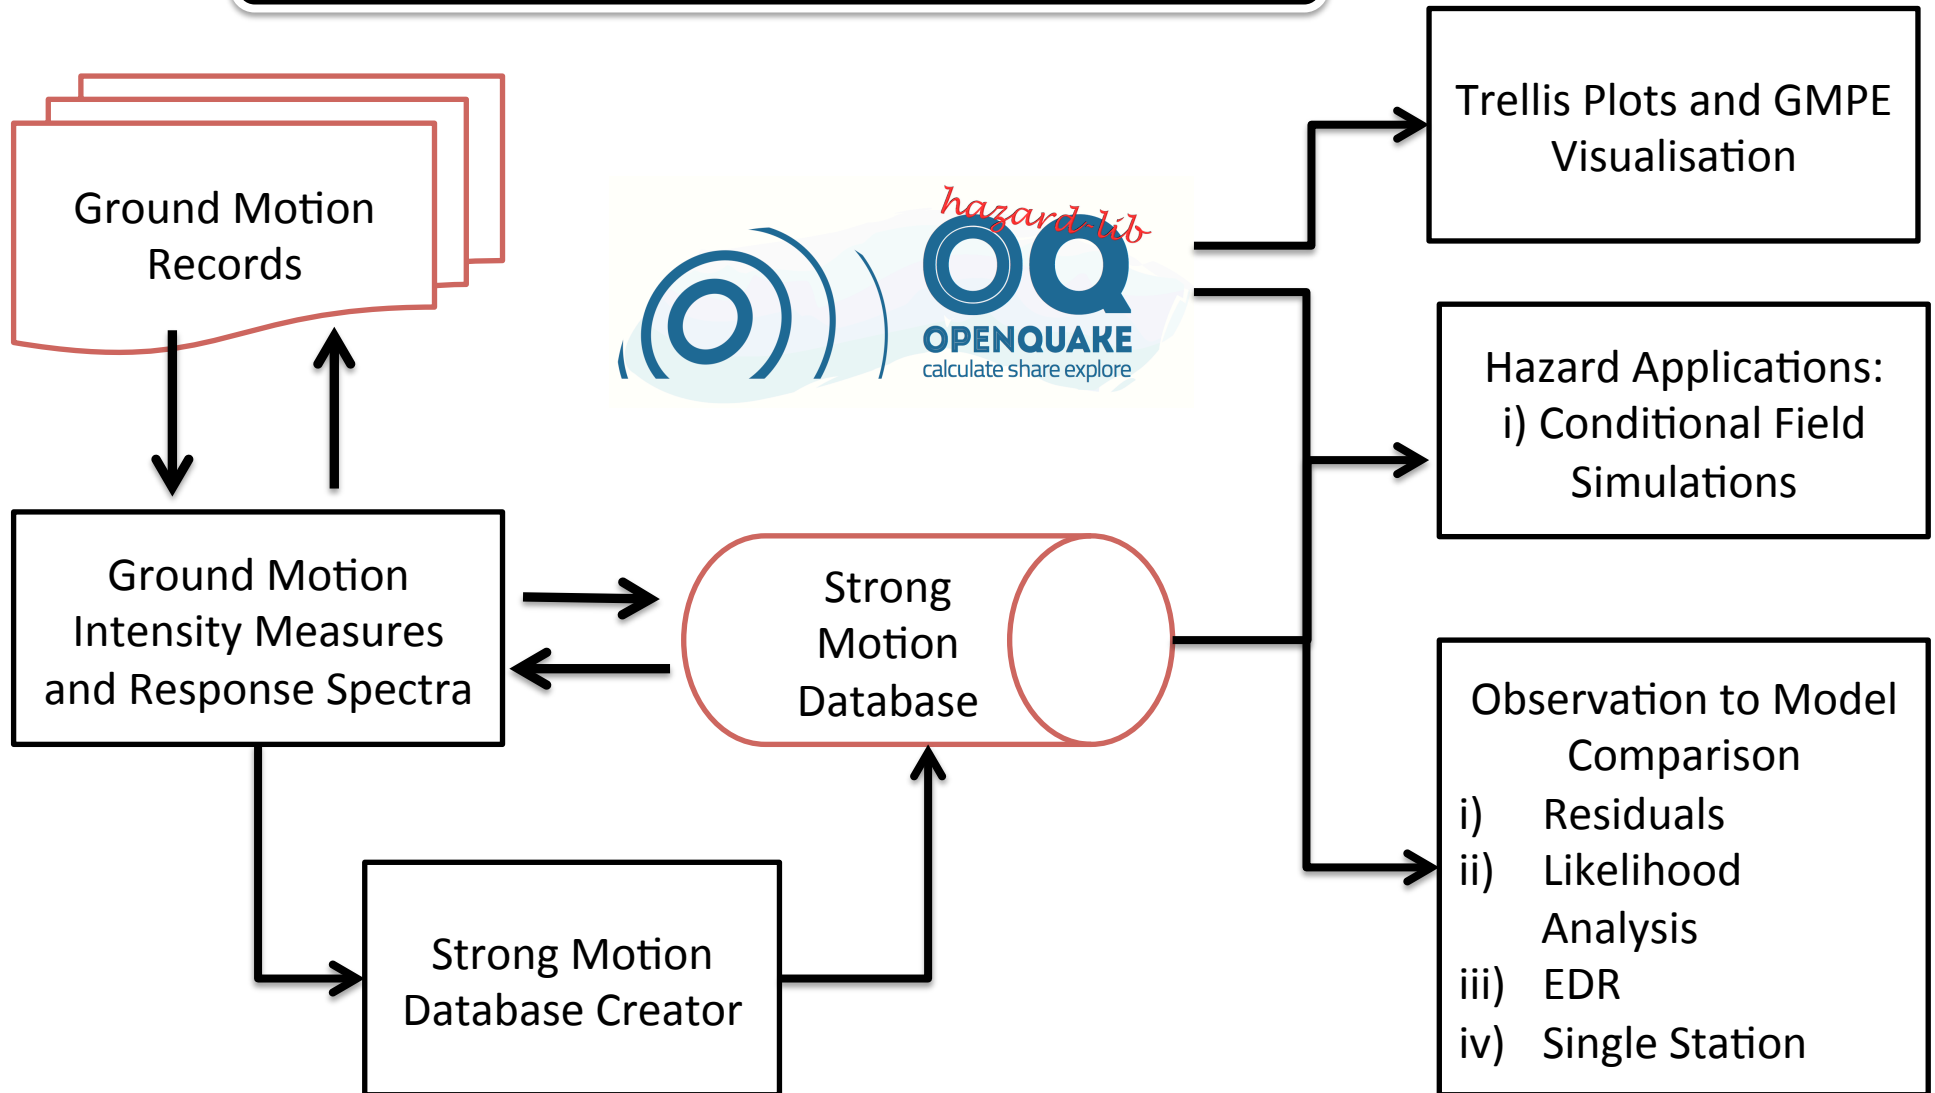 Ground Motion
Records
hazard-lib
OQ
OPENQUAKE
calculate share explore
Trellis Plots and GMPE
Visualisation
Hazard Applications:
i) Conditional Field
Simulations
Ground Motion
Intensity Measures
and Response Spectra
Strong
Motion
Database
Observation to Model
Comparison
i) Residuals
ii) Likelihood
Analysis
iii) EDR
iv) Single Station
Strong Motion
Database Creator